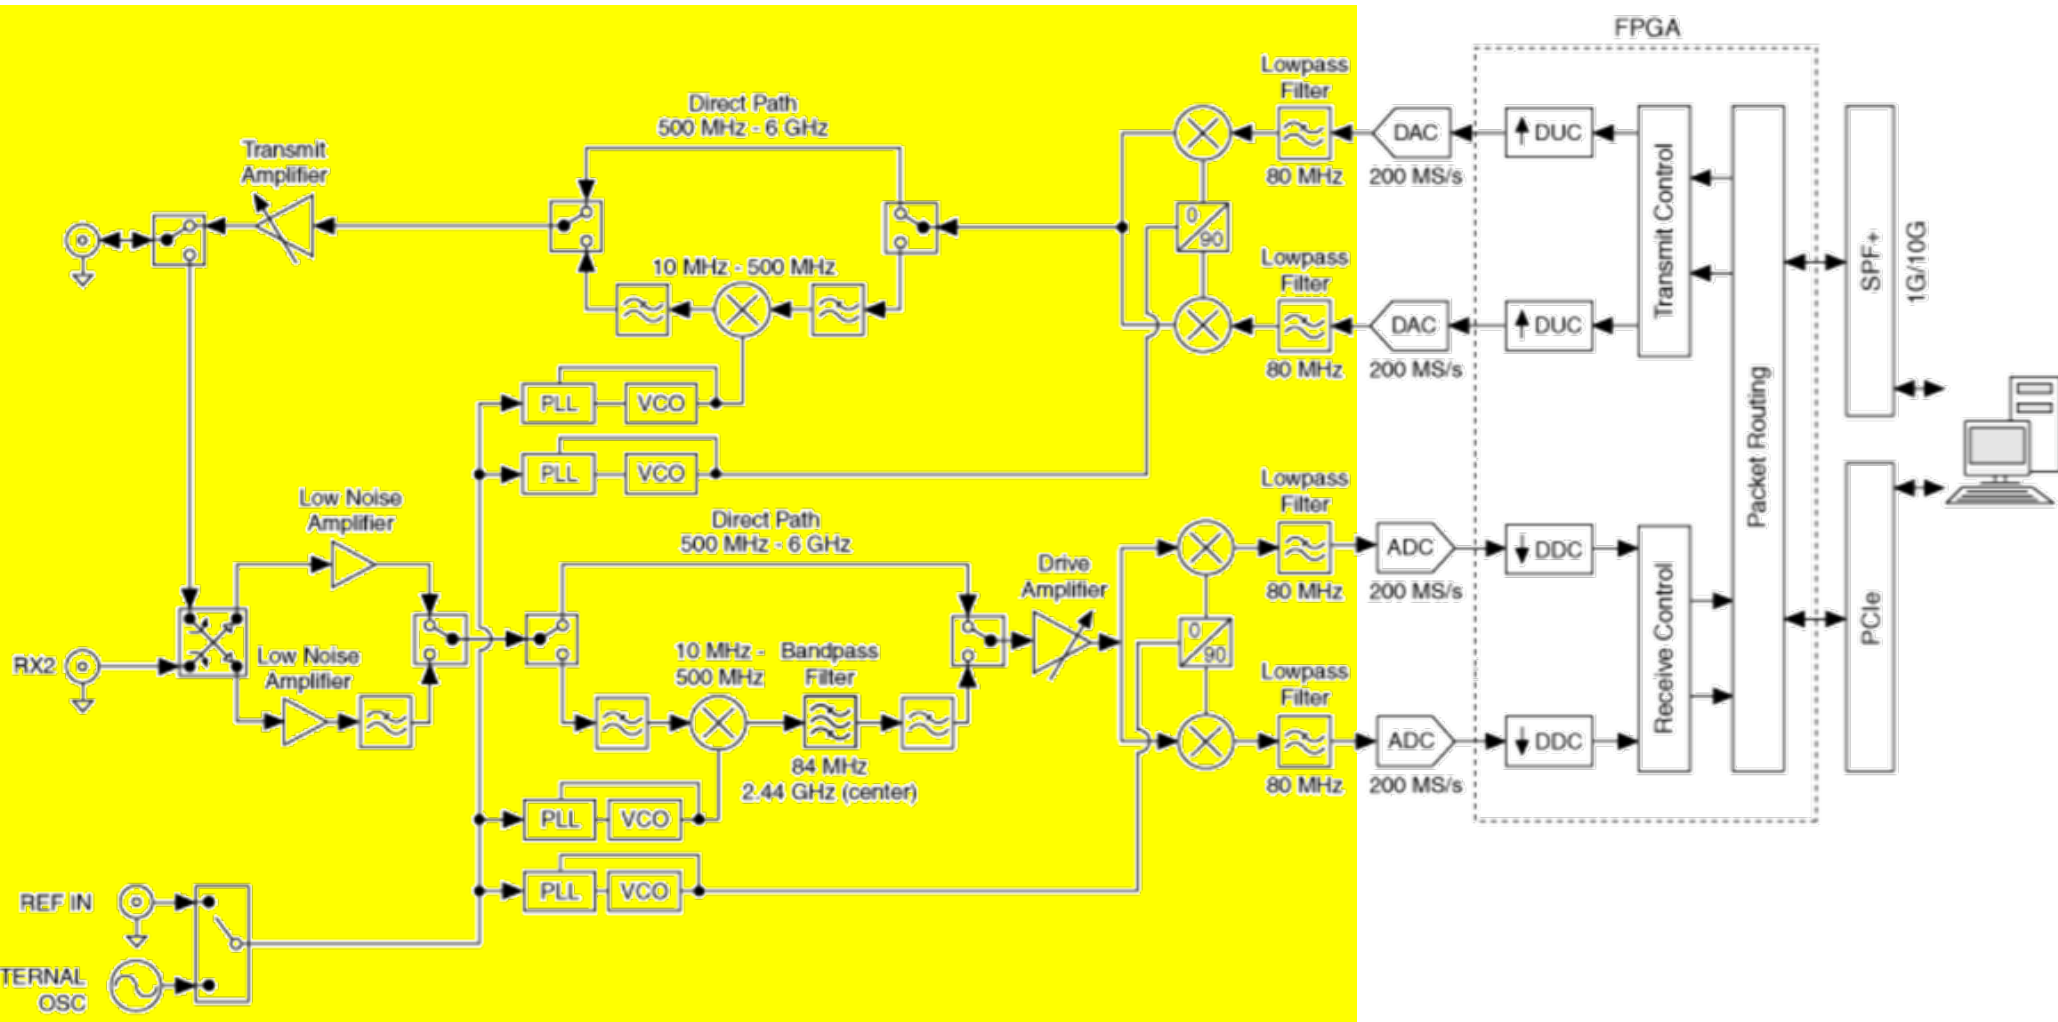 FPGA
Lowpass
Filter
80 MHz
DAC
200 MS/s
DUC
Direct Path
500 MHz - 6 GHz
Transmit
Amplifier
0
90
10 MHz - 500 MHz
Lowpass
Filter
80 MHz
DAC
200 MS/s
DUC
Transmit Control
Packet Routing
SPF+
1G/10G
PLL
VCO
PLL
VCO
Low Noise
Amplifier
Direct Path
500 MHz - 6 GHz
Drive
Amplifier
Lowpass
Filter
80 MHz
ADC
200 MS/s
DDC
Receive Control
PCIe
RX2
Low Noise
Amplifier
10 MHz -
500 MHz
Bandpass
Filter
84 MHz
2.44 GHz (center)
0
90
Lowpass
Filter
80 MHz
ADC
200 MS/s
DDC
PLL
VCO
PLL
VCO
REF IN
TERNAL
OSC